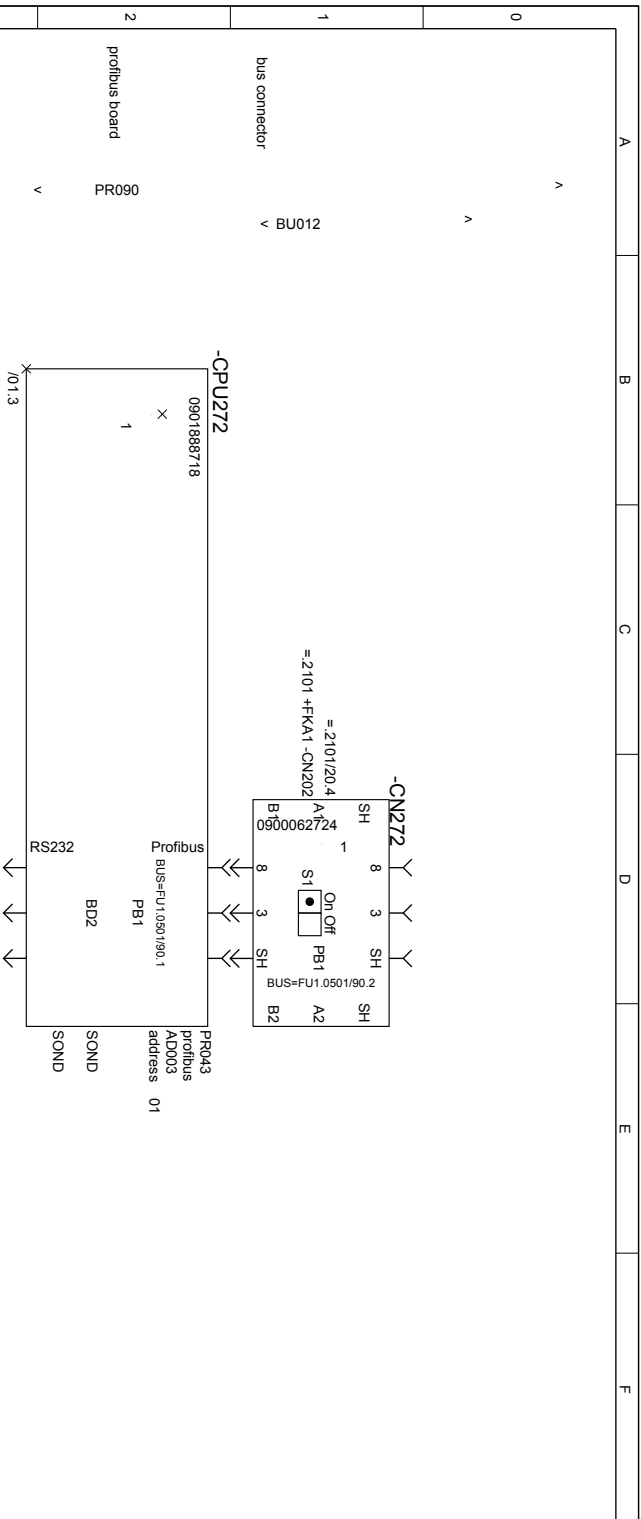 0
1
2
A
B
C
D
E
F
bus connector
profibus board
<
<
< BU012
PR090
<
-CPU272
0901888718
1
/01.3
RS232
Profibus
BUS=FU1.0501/90.1
PB1
BD2
PR043
profibus
AD003
address 01
SOND
SOND
=.2101/20.4
=.2101 +FKA1 -CN202
-CN272
SH
A1
B1
0900062724
1
8
3
SH
8
3
SH
S1
On Off
PB1
BUS=FU1.0501/90.2
SH
A2
B2